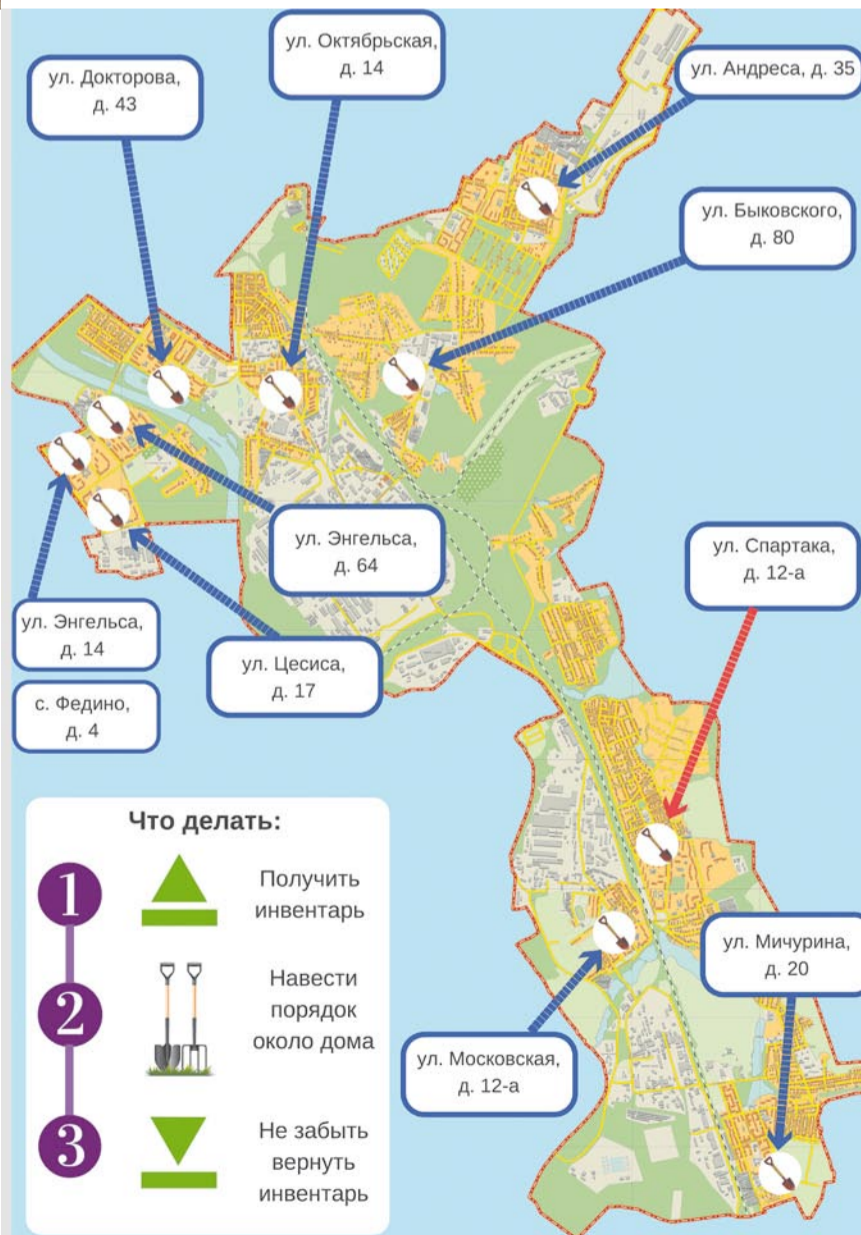 ул. Октябрьская,
д. 14
ул. Докторова,
д. 43
ул. Андреса, д. 35
ул. Быковского,
д. 80
ул. Энгельса,
д. 64
ул. Спартака,
д. 12-а
ул. Энгельса,
д. 14
ул. Цесиса,
д. 17
с. Федино,
д. 4
Что делать:
1
Получить
инвентарь
2
Навести
порядок
около дома
3
Не забыть
вернуть
инвентарь
ул. Мичурина,
д. 20
ул. Московская,
д. 12-а